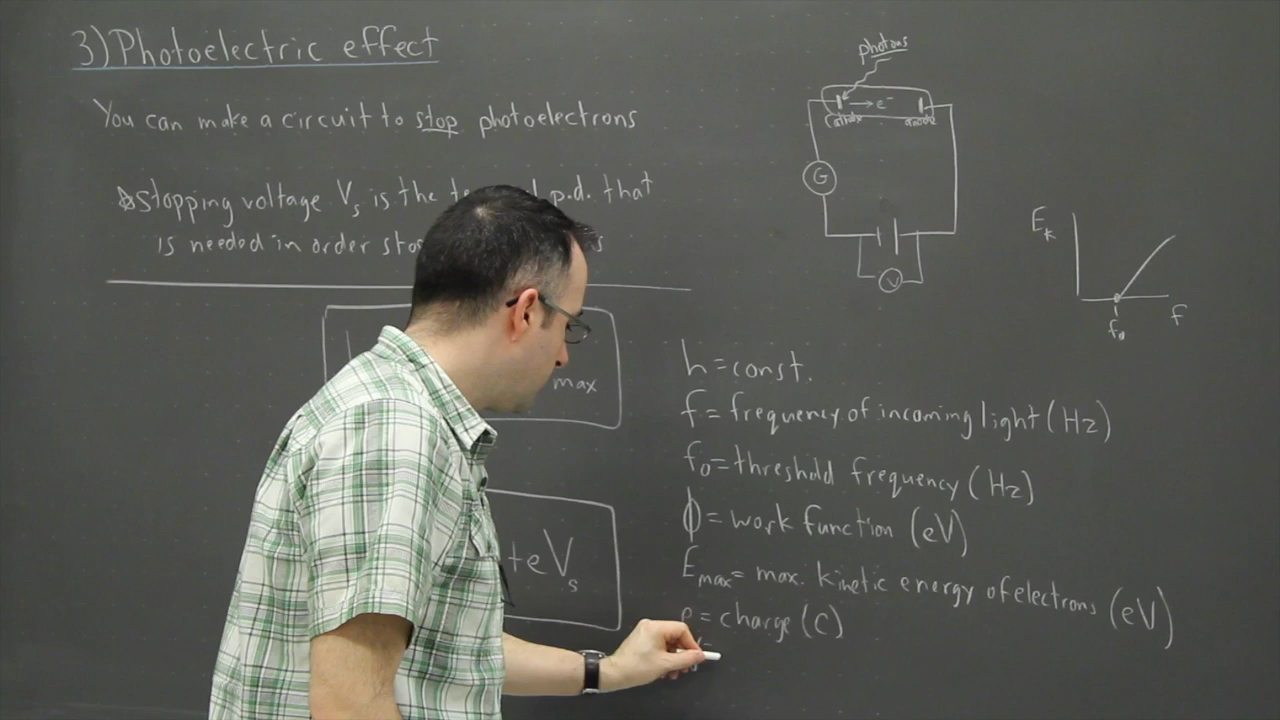 3) Photoelectric effect
You can make a circuit to stop photoelectrons
Stopping voltage Vs is the p.d. that
is needed in order
max
+eVs
photons
e-
cathode
anode
G
V
Ek
f0
f
h = const.
f = frequency of incoming light (Hz)
f0 = threshold frequency (Hz)
ϕ = work function (eV)
Emax = max. kinetic energy of electrons (eV)
e = charge (C)